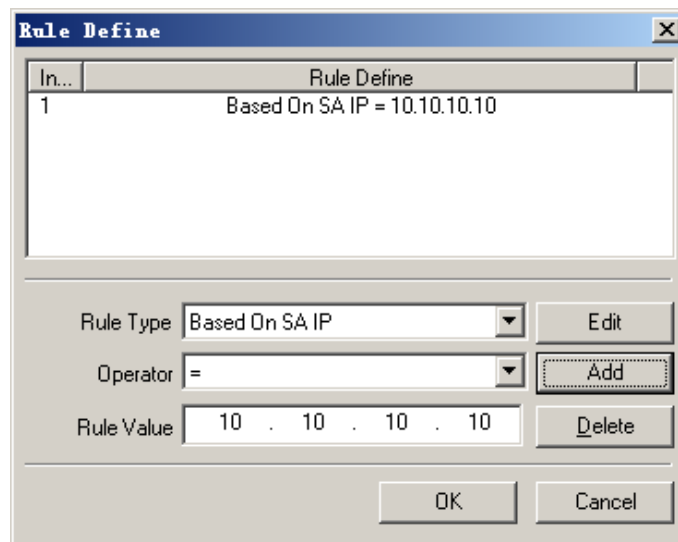 Rule Define
In... Rule Define
1 Based On SA IP = 10.10.10.10
Rule Type Based On SA IP Edit
Operator = Add
Rule Value 10 . 10 . 10 . 10 Delete
OK Cancel